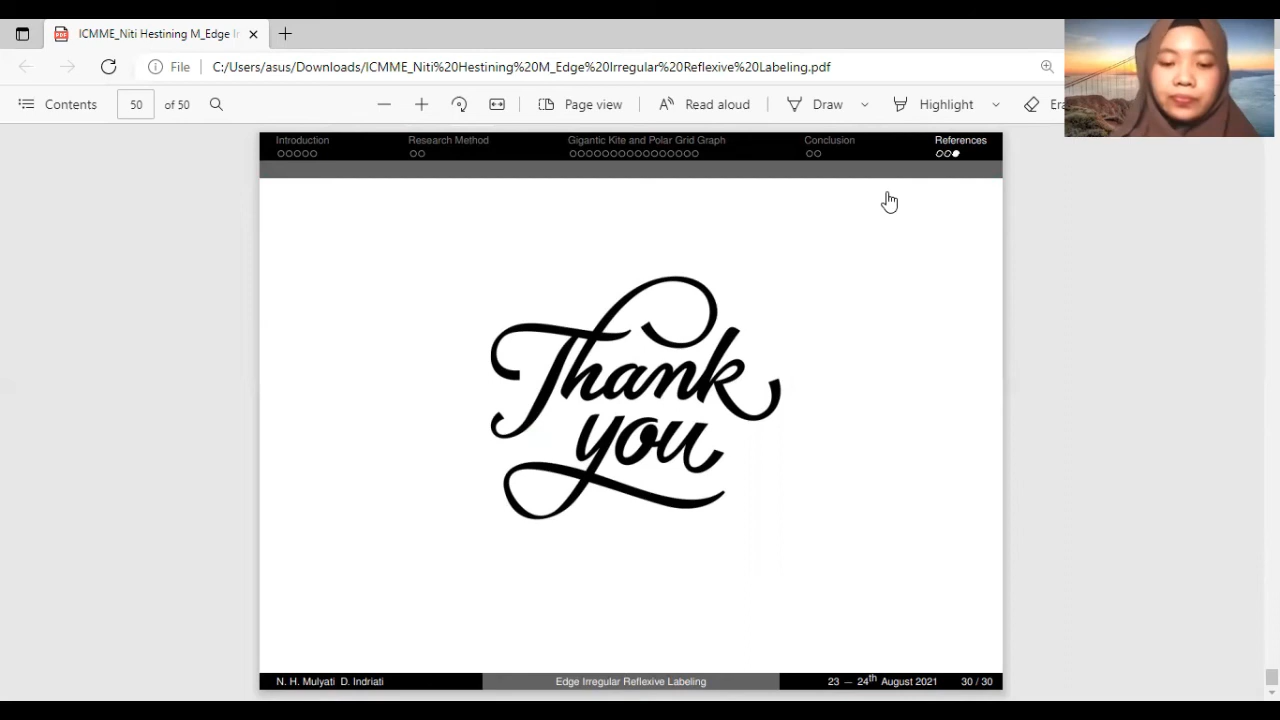 ICMME_Niti Hestining M_Edge Ir
File C:/Users/asus/Downloads/ICMME_Niti%20Hestining%20M_Edge%20Irregular%20Reflexive%20Labeling.pdf
Contents 50 of 50 Page view Read aloud Draw Highlight Era
Introduction Research Method Gigantic Kite and Polar Grid Graph Conclusion References
Thank
you
N. H. Mulyati D. Indriati Edge Irregular Reflexive Labeling 23 — 24th August 2021 30 / 30